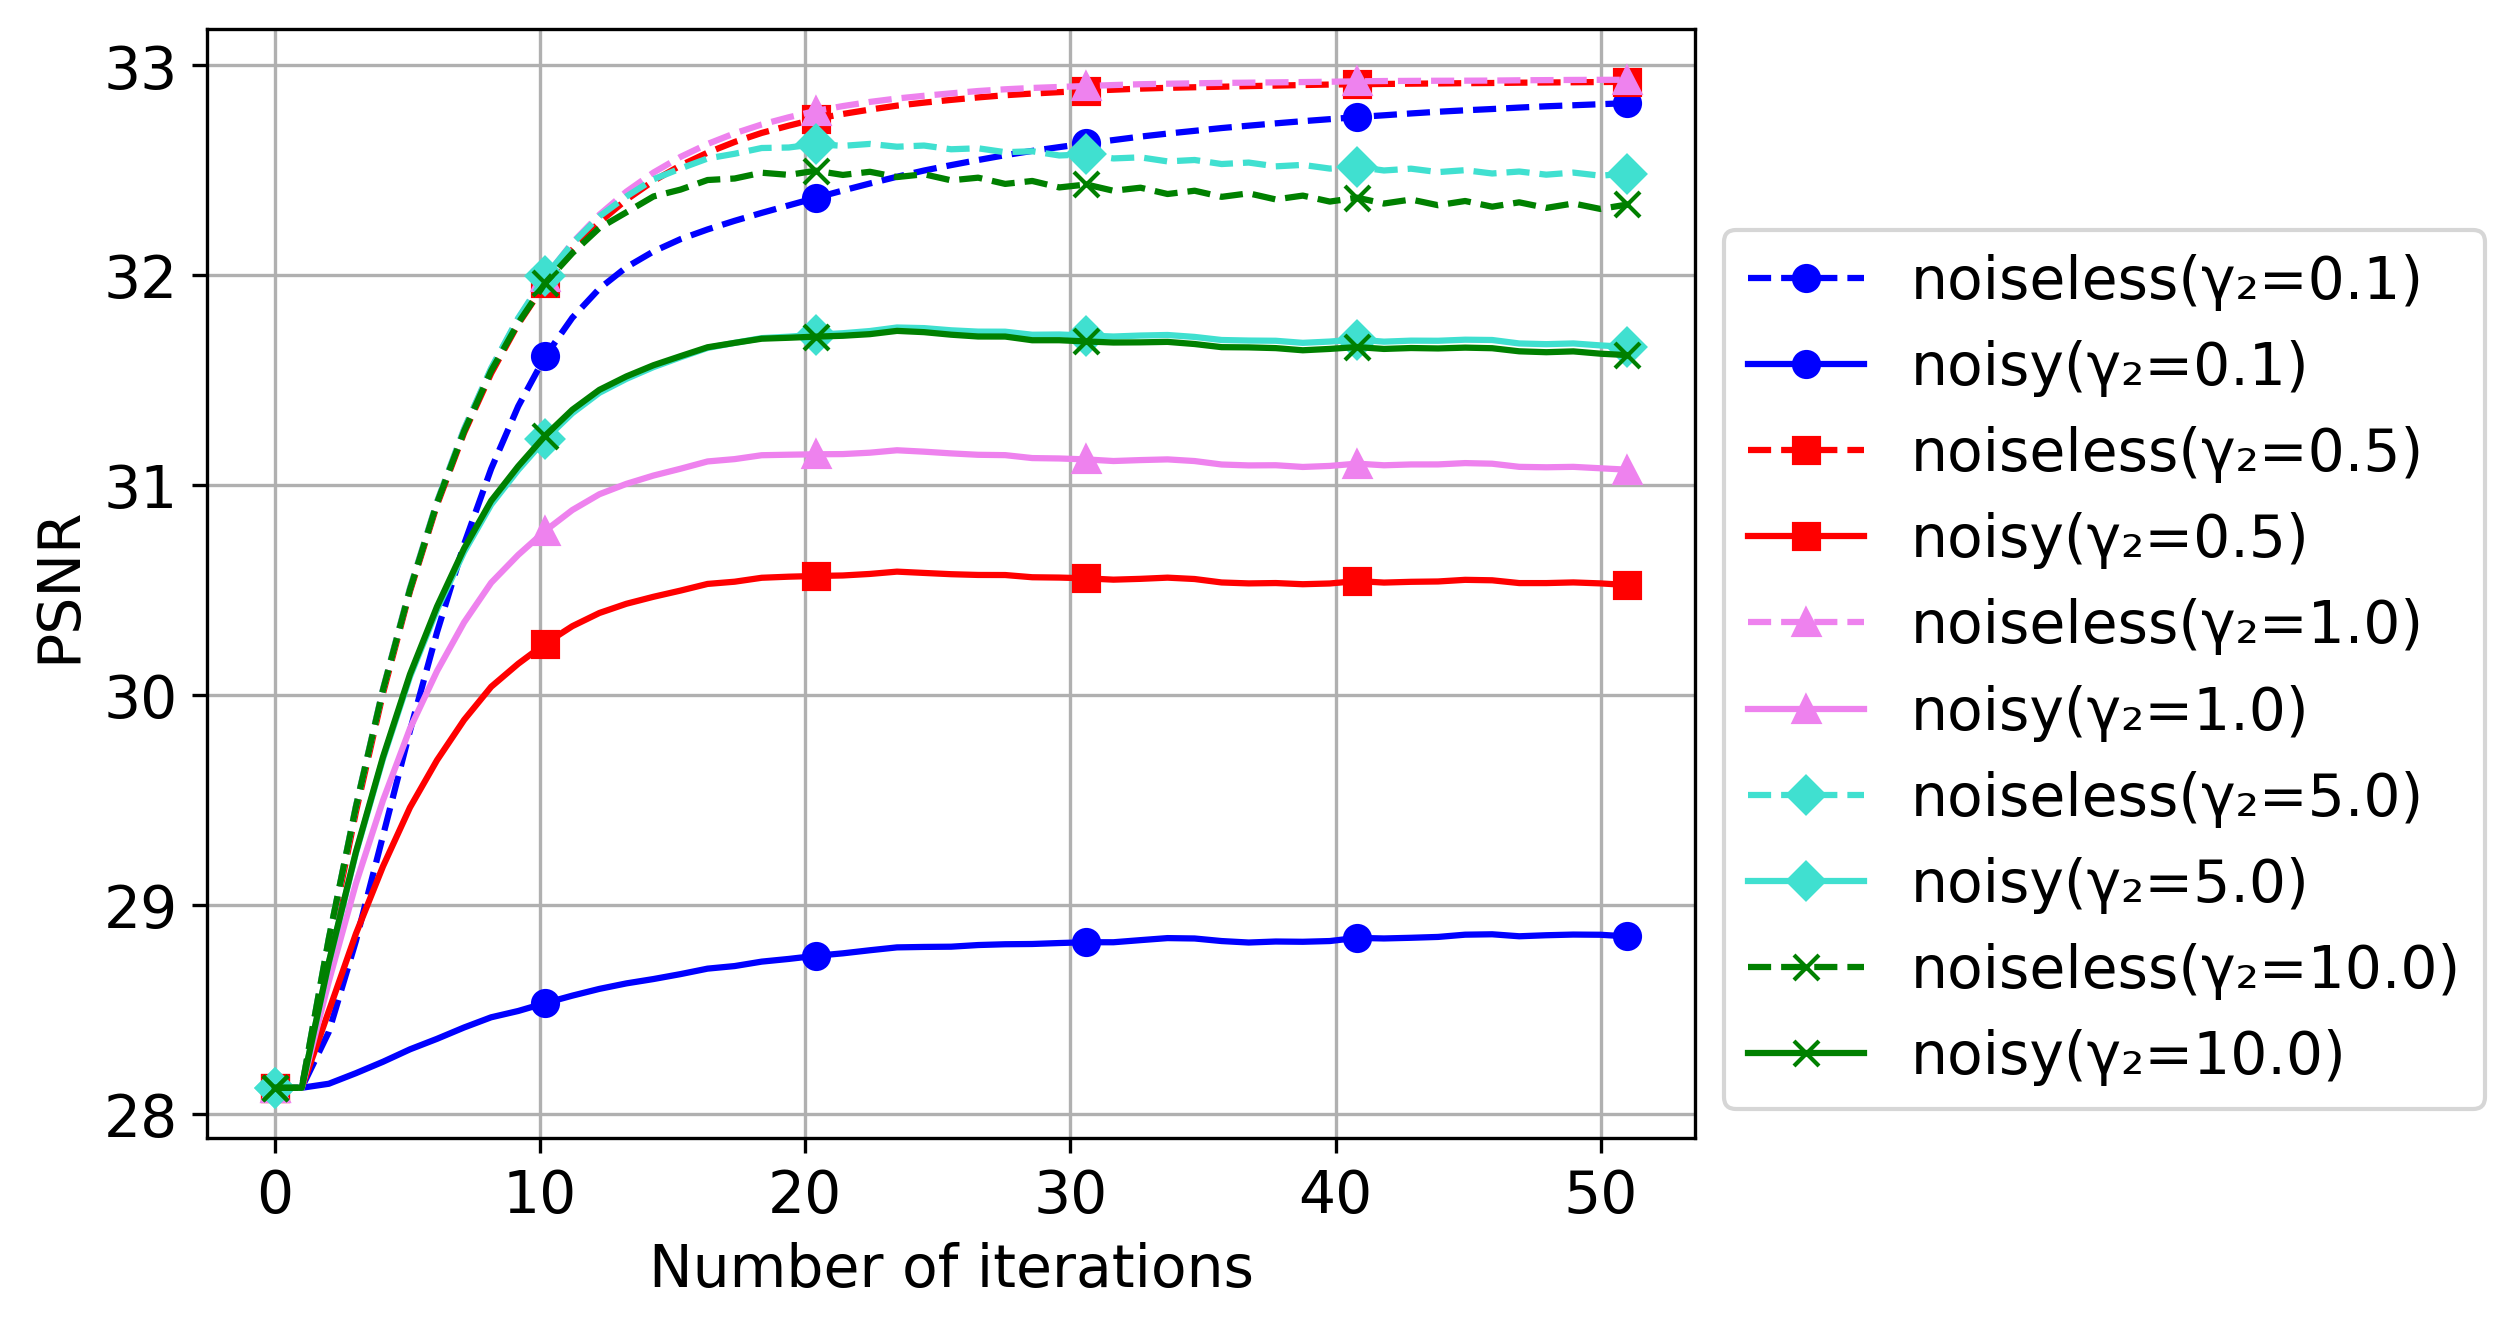 33
32
31
30
29
28
PSNR
0 10 20 30 40 50
Number of iterations
noiseless(γ₂=0.1)
noisy(γ₂=0.1)
noiseless(γ₂=0.5)
noisy(γ₂=0.5)
noiseless(γ₂=1.0)
noisy(γ₂=1.0)
noiseless(γ₂=5.0)
noisy(γ₂=5.0)
noiseless(γ₂=10.0)
noisy(γ₂=10.0)